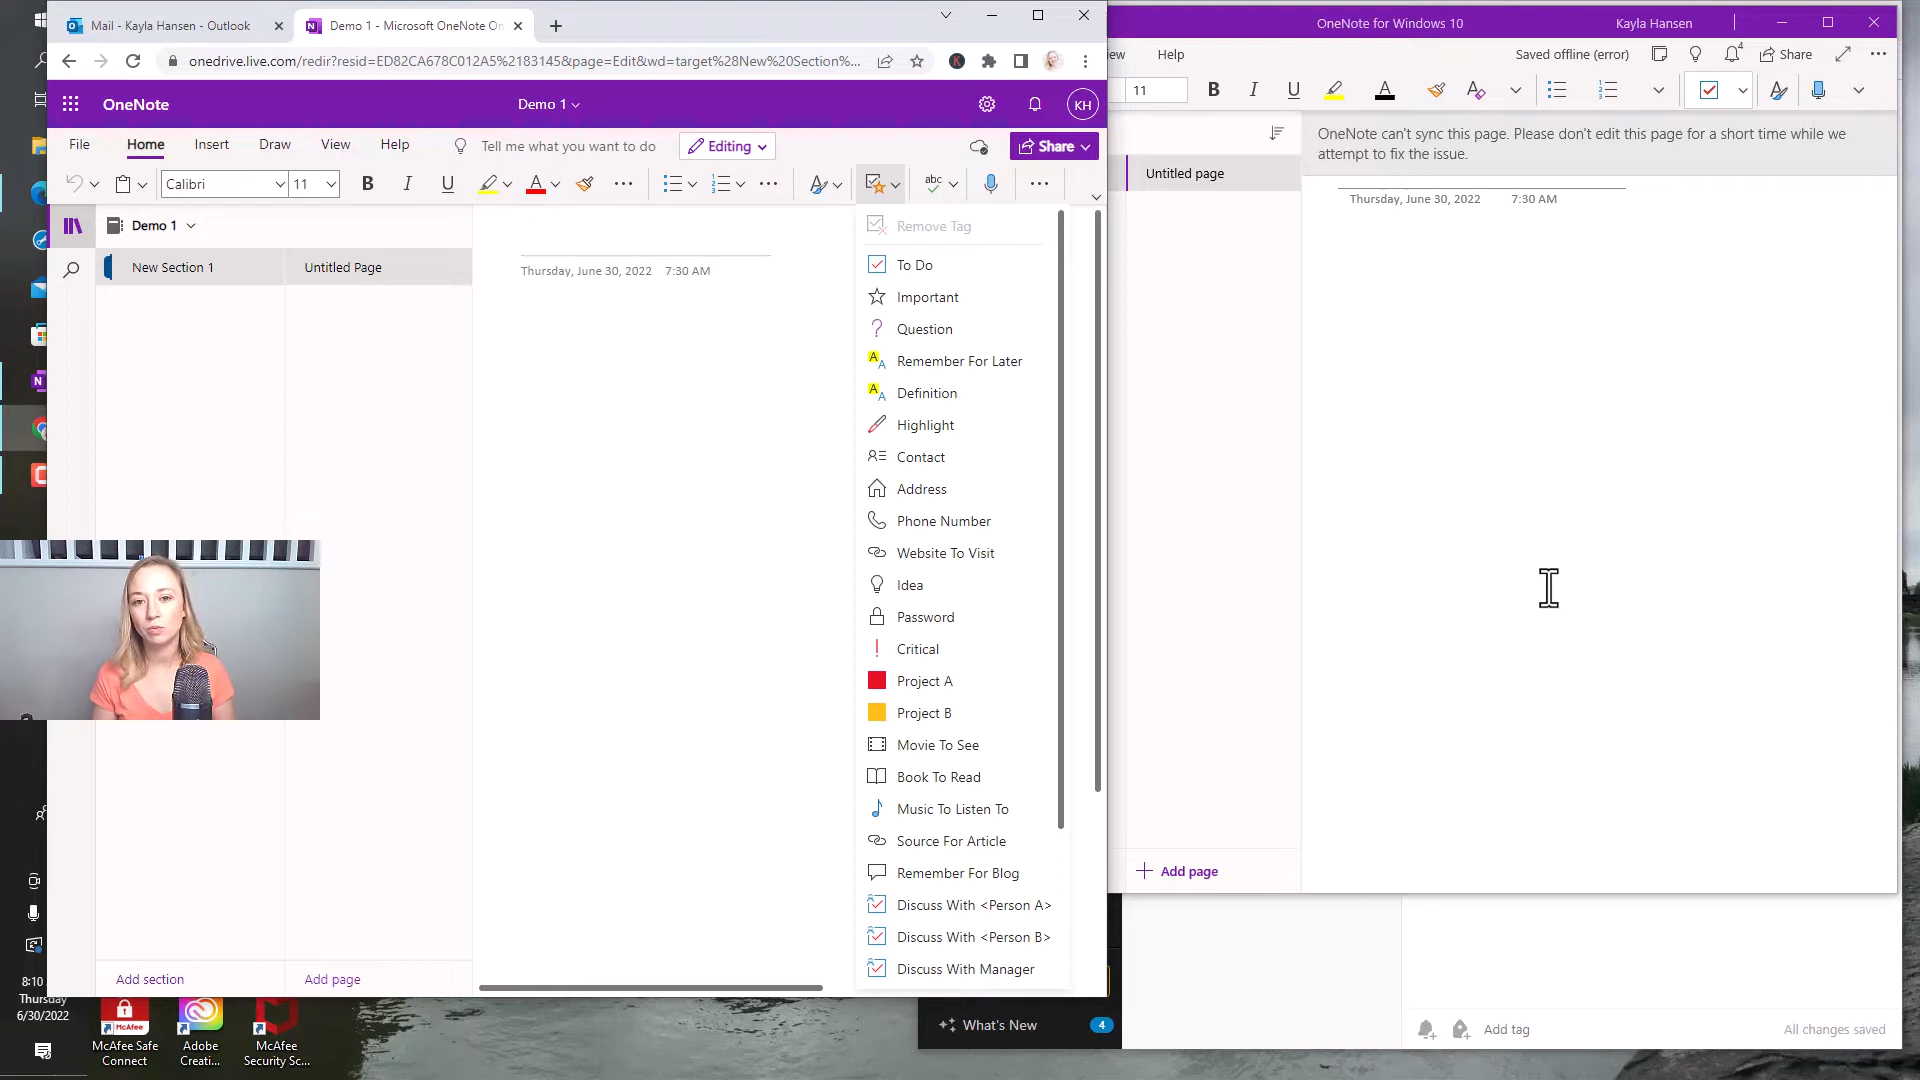 Mail - Kayla Hansen - Outlook
Demo 1 - Microsoft OneNote On
onedrive.live.com/redir?resid=ED82CA678C012A5%2183145&page=Edit&wd=target%28New%20Section%...
OneNote
Demo 1
KH
File Home Insert Draw View Help
Tell me what you want to do
Editing
Share
Calibri
11
B I U
A
abc
Demo 1
New Section 1
Untitled Page
Thursday, June 30, 2022 7:30 AM
Remove Tag
To Do
Important
Question
Remember For Later
Definition
Highlight
Contact
Address
Phone Number
Website To Visit
Idea
Password
Critical
Project A
Project B
Movie To See
Book To Read
Music To Listen To
Source For Article
Remember For Blog
Discuss With <Person A>
Discuss With <Person B>
Discuss With Manager
Add section
Add page
OneNote for Windows 10
Kayla Hansen
Help
Saved offline (error)
4
Share
11
B I U
A
OneNote can't sync this page. Please don't edit this page for a short time while we
attempt to fix the issue.
Untitled page
Thursday, June 30, 2022 7:30 AM
Add page
What's New
4
Add tag
All changes saved
8:10
Thursday
6/30/2022
McAfee Safe
Connect
Adobe
Creati...
McAfee
Security Sc...